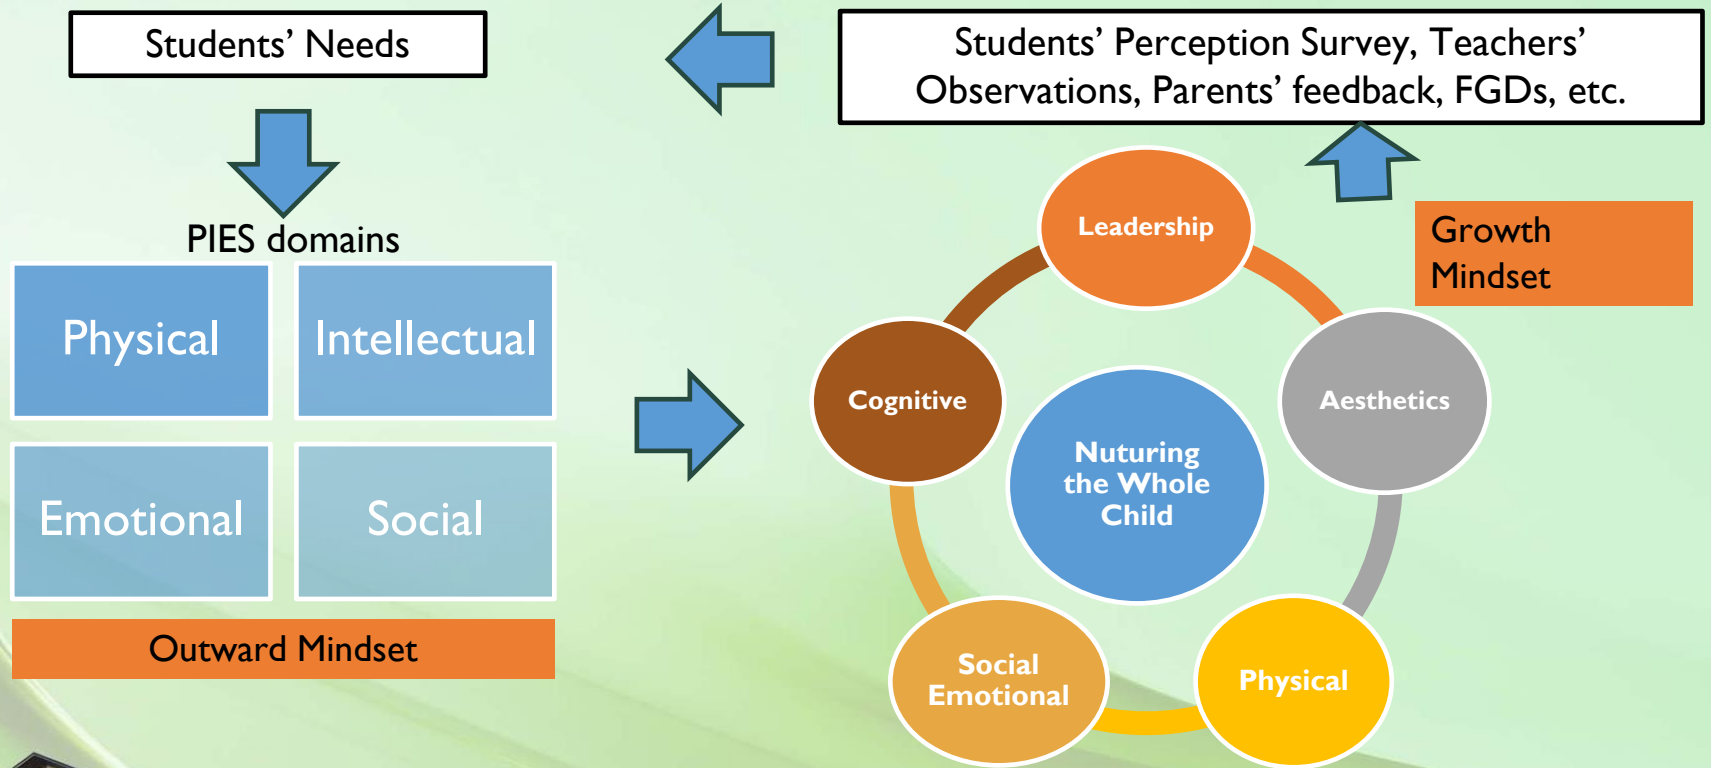 Students’ Needs
Students’ Perception Survey, Teachers’
Observations, Parents’ feedback, FGDs, etc.
PIES domains
Physical
Intellectual
Emotional
Social
Outward Mindset
Growth
Mindset
Leadership
Cognitive
Aesthetics
Nuturing
the Whole
Child
Social
Emotional
Physical